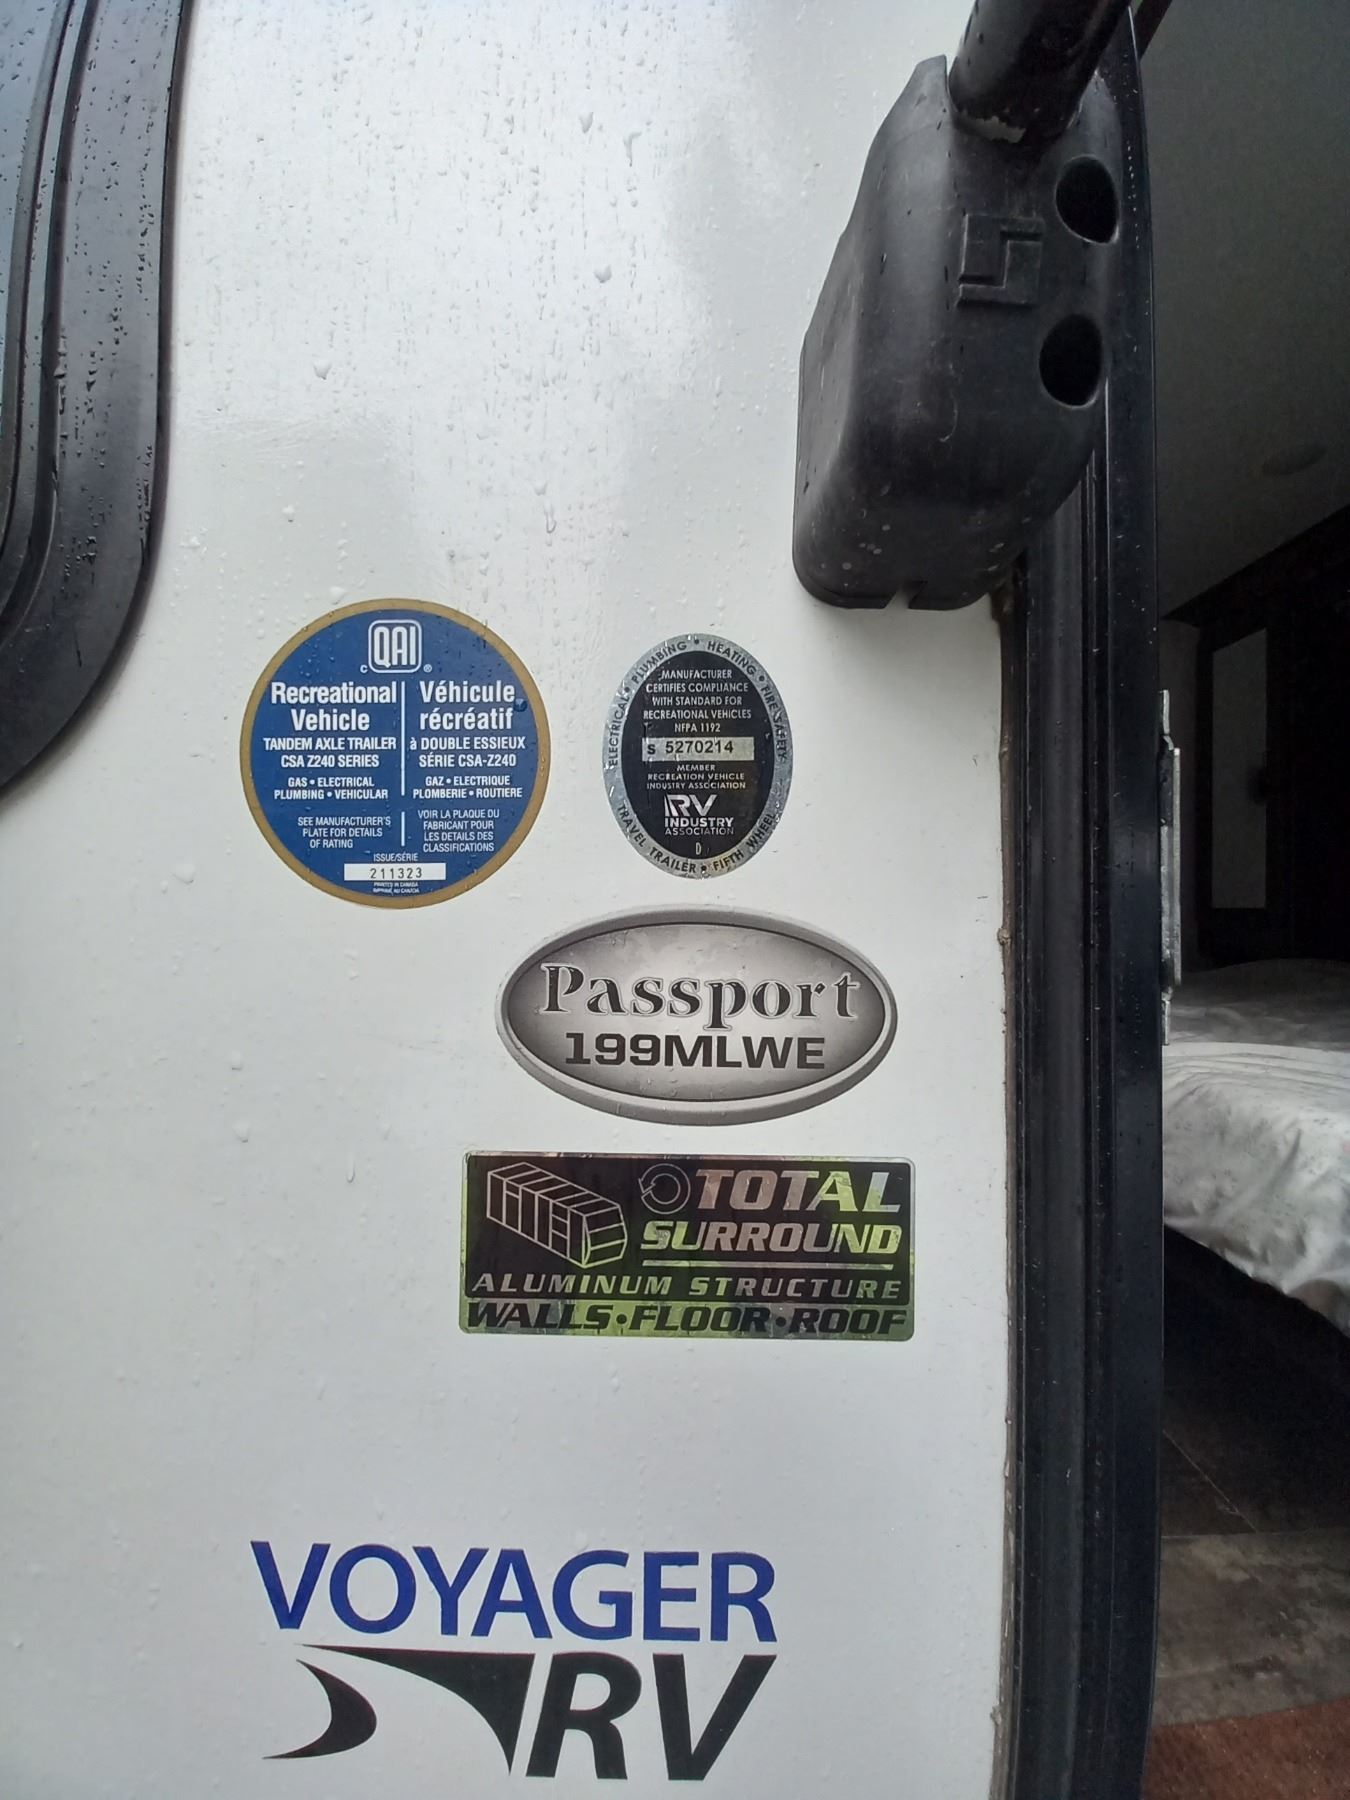 QAI
C ®
Recreational
Vehicle
TANDEM AXLE TRAILER
CSA Z240 SERIES
GAS • ELECTRICAL
PLUMBING • VEHICULAR
SEE MANUFACTURER'S
PLATE FOR DETAILS
OF RATING
Véhicule
récréatif
à DOUBLE ESSIEUX
SÉRIE CSA-Z240
GAZ • ELECTRIQUE
PLOMBERIE • ROUTIERE
VOIR LA PLAQUE DU
FABRICANT POUR
LES DETAILS DES
CLASSIFICATIONS
ISSUE/SÉRIE
211323
PRINTED IN CANADA
IMPRIMÉ AU CANADA
ELECTRICAL • PLUMBING • HEATING • FIRE SAFETY
MANUFACTURER
CERTIFIES COMPLIANCE
WITH STANDARD FOR
RECREATIONAL VEHICLES
NFPA 1192
S 5270214
MEMBER
RECREATION VEHICLE
INDUSTRY ASSOCIATION
RV
INDUSTRY
ASSOCIATION
D
TRAVEL TRAILER • FIFTH WHEEL
Passport
199MLWE
TOTAL
SURROUND
ALUMINUM STRUCTURE
WALLS•FLOOR•ROOF
VOYAGER
RV